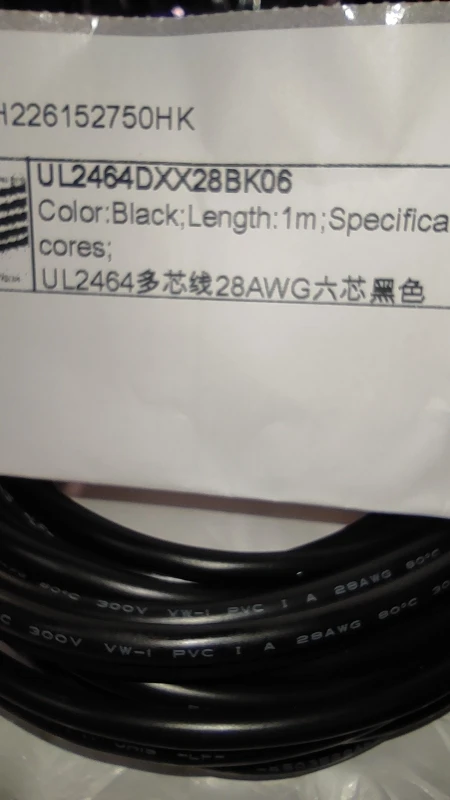 H226152750HK
UL2464DXX28BK06
Color:Black;Length:1m;Specifica
cores;
UL2464多芯线28AWG六芯黑色
80°C 300V VW-1 PVC I A 28AWG 80°C
C 300V VW-1 PVC I A 28AWG 80°C 30